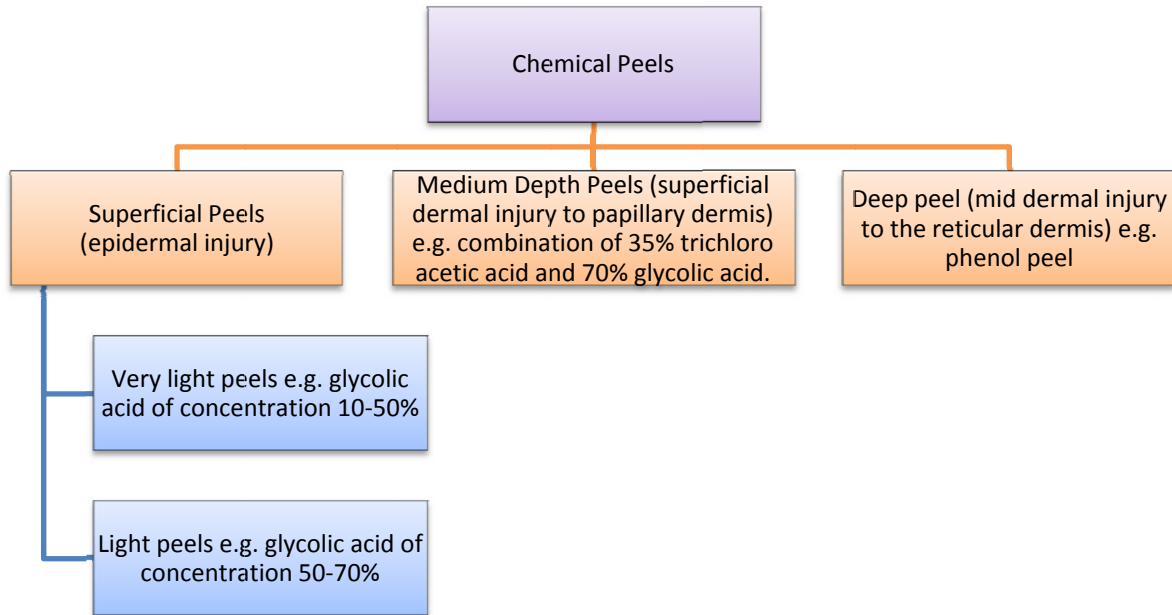 Chemical Peels
Superficial Peels
(epidermal injury)
Medium Depth Peels (superficial
dermal injury to papillary dermis)
e.g. combination of 35% trichloro
acetic acid and 70% glycolic acid.
Deep peel (mid dermal injury
to the reticular dermis) e.g.
phenol peel
Very light peels e.g. glycolic
acid of concentration 10-50%
Light peels e.g. glycolic acid of
concentration 50-70%